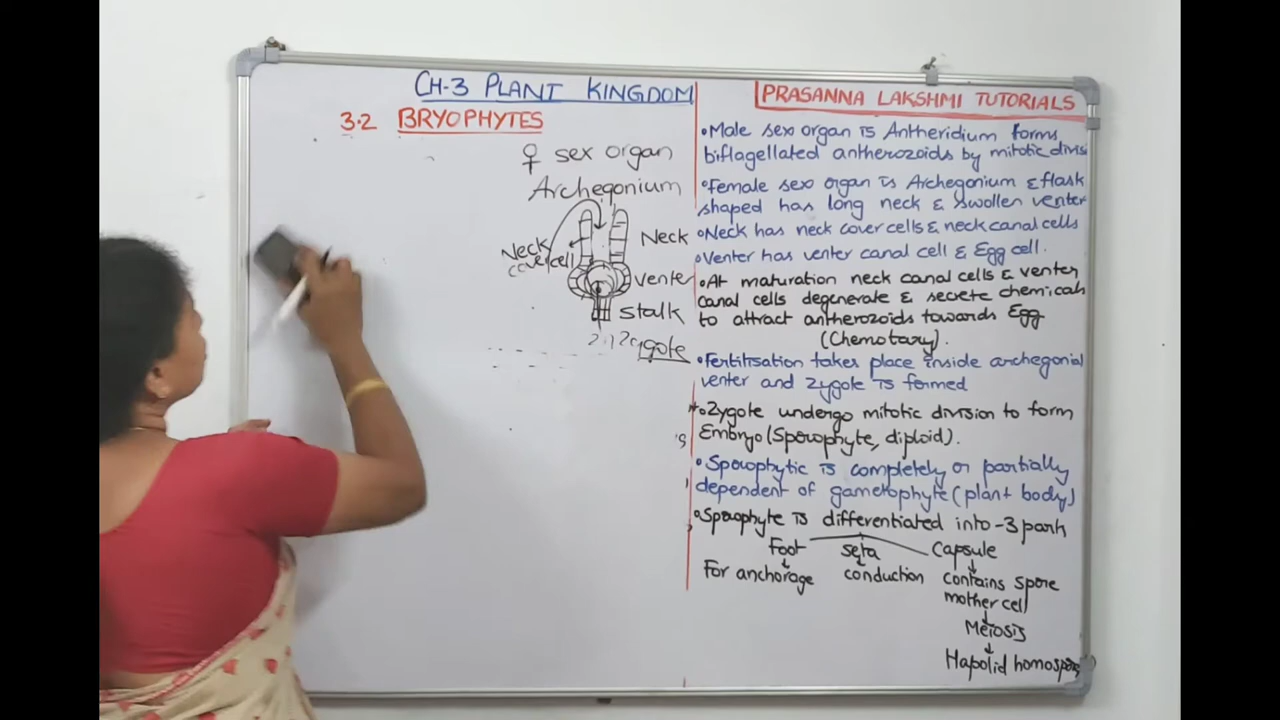 CH-3 PLANT KINGDOM
3.2 BRYOPHYTES
♀ sex organ
Archegonium
Neck
cover cell
Neck
venter
stalk
Zygote
PRASANNA LAKSHMI TUTORIALS
•Male sex organ is Antheridium forms
biflagellated antherozoids by mitotic divisi
•Female sex organ is Archegonium & flask
shaped has long neck & swollen venter
•Neck has neck cover cells & neck canal cells
•Venter has venter canal cell & Egg cell.
•At maturation neck canal cells & venter
canal cells degenerate & secrete chemicals
to attract antherozoids towards Egg
(Chemotaxy).
•Fertilisation takes place inside archegonial
venter and Zygote is formed
•Zygote undergo mitotic division to form
Embryo (Sporophyte, diploid).
•Sporophytic is completely or partially
dependent of gametophyte (plant body)
•Sporophyte is differentiated into-3 parts
Foot seta Capsule
For anchorage conduction contains spore
mother cell
Meiosis
Hapolid homospores